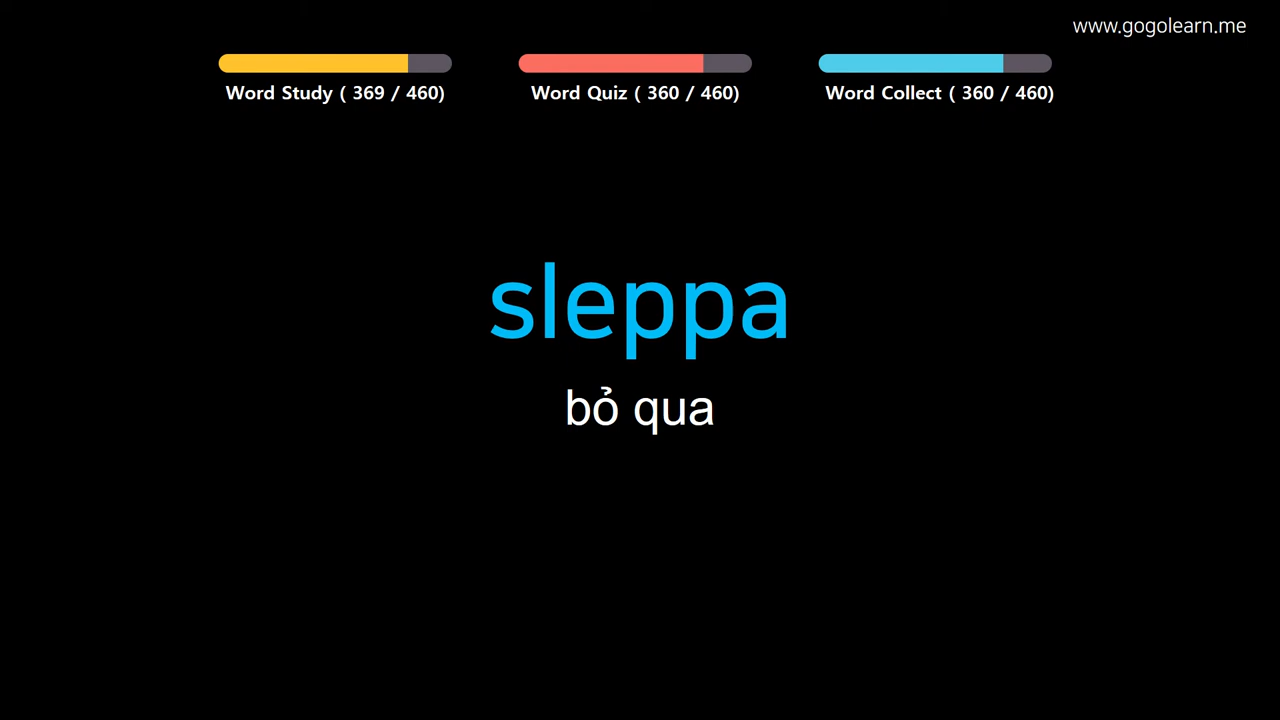 www.gogolearn.me
Word Study ( 369 / 460)
Word Quiz ( 360 / 460)
Word Collect ( 360 / 460)
sleppa
bỏ qua